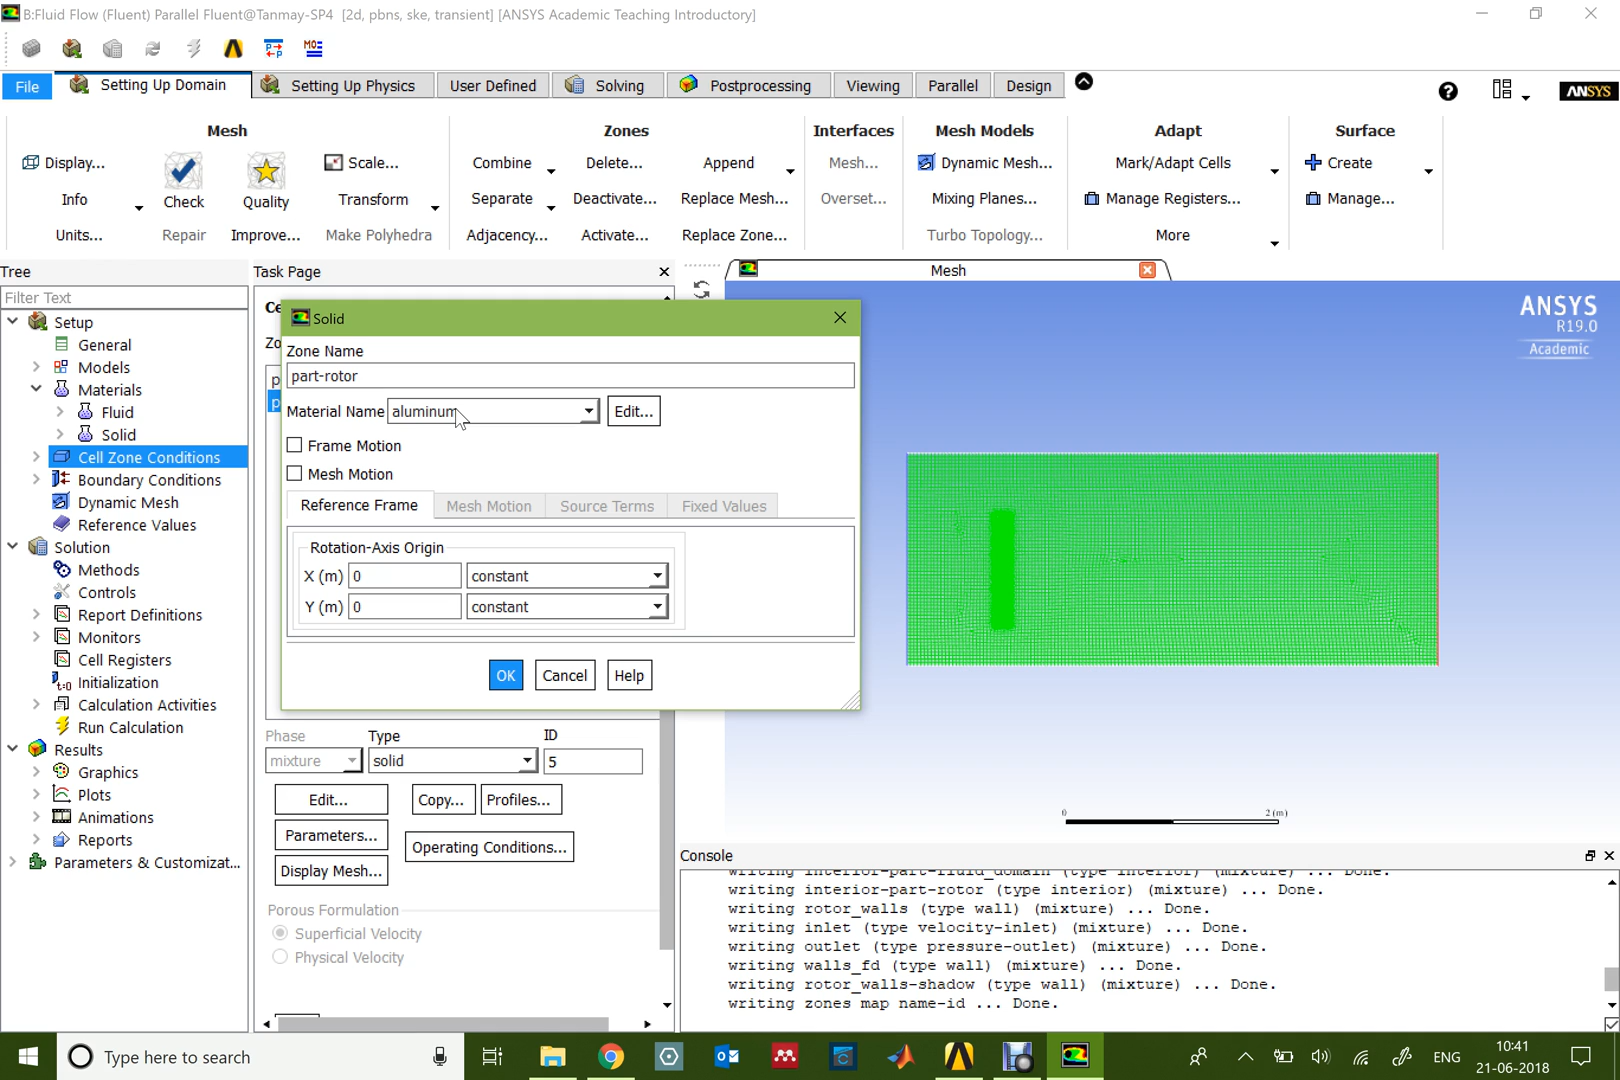 B:Fluid Flow (Fluent) Parallel Fluent@Tanmay-SP4 [2d, pbns, ske, transient] [ANSYS Academic Teaching Introductory]
File
Setting Up Domain
Setting Up Physics
User Defined
Solving
Postprocessing
Viewing
Parallel
Design
ANSYS
Mesh
Zones
Interfaces
Mesh Models
Adapt
Surface
Display...
Scale...
Combine
Delete...
Append
Mesh...
Dynamic Mesh...
Mark/Adapt Cells
Create
Info
Check
Quality
Transform
Separate
Deactivate...
Replace Mesh...
Overset...
Mixing Planes...
Manage Registers...
Manage...
Units...
Repair
Improve...
Make Polyhedra
Adjacency...
Activate...
Replace Zone...
Turbo Topology...
More
Tree
Filter Text
Setup
General
Models
Materials
Fluid
Solid
Cell Zone Conditions
Boundary Conditions
Dynamic Mesh
Reference Values
Solution
Methods
Controls
Report Definitions
Monitors
Cell Registers
Initialization
Calculation Activities
Run Calculation
Results
Graphics
Plots
Animations
Reports
Parameters & Customizat...
Task Page
Solid
Zone Name
part-rotor
Material Name aluminum Edit...
Frame Motion
Mesh Motion
Reference Frame
Mesh Motion
Source Terms
Fixed Values
Rotation-Axis Origin
X (m) 0 constant
Y (m) 0 constant
OK
Cancel
Help
Phase
Type
ID
mixture
solid
5
Edit...
Copy...
Profiles...
Parameters...
Operating Conditions...
Display Mesh...
Porous Formulation
Superficial Velocity
Physical Velocity
Mesh
ANSYS
R19.0
Academic
0 2 (m)
Console
writing interior-part-fluid_domain (type interior) (mixture) ... Done.
writing interior-part-rotor (type interior) (mixture) ... Done.
writing rotor_walls (type wall) (mixture) ... Done.
writing inlet (type velocity-inlet) (mixture) ... Done.
writing outlet (type pressure-outlet) (mixture) ... Done.
writing walls_fd (type wall) (mixture) ... Done.
writing rotor_walls-shadow (type wall) (mixture) ... Done.
writing zones map name-id ... Done.
Type here to search
ENG
10:41
21-06-2018